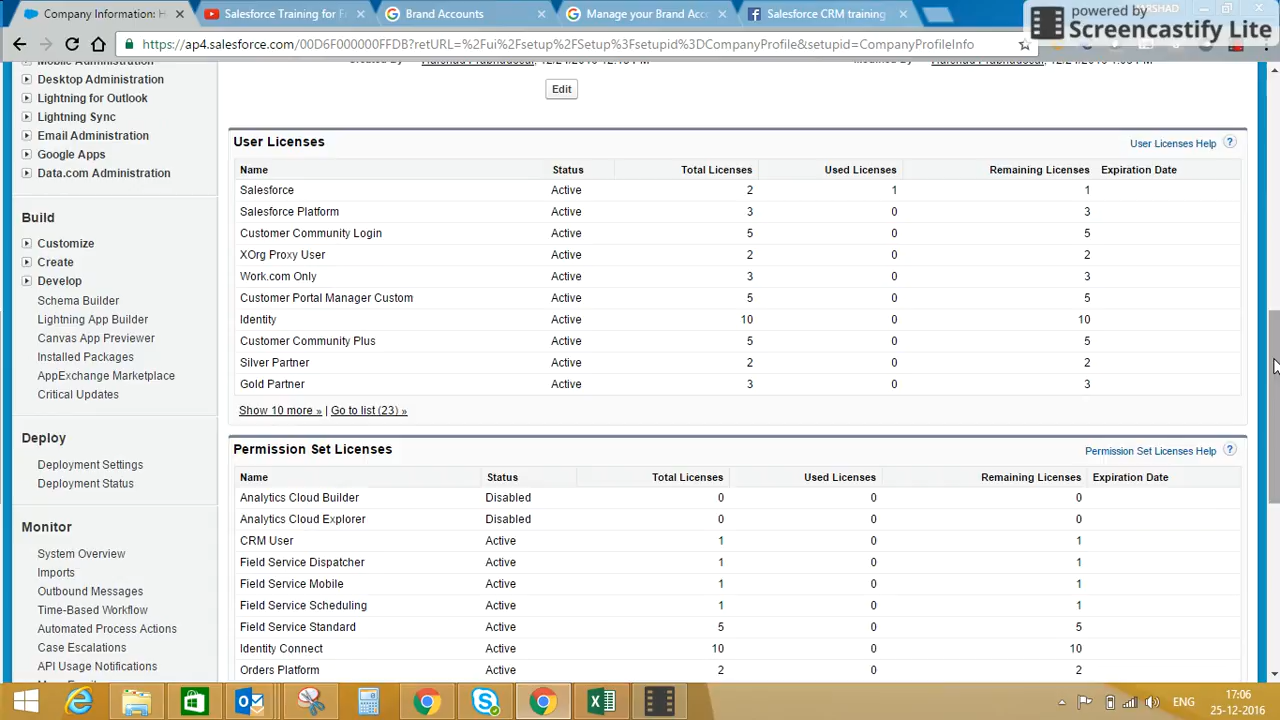 Company Information: H
Salesforce Training for F
Brand Accounts
Manage your Brand Acc
Salesforce CRM training
powered by
Screencastify Lite
https://ap4.salesforce.com/00D6F000000FFDB?retURL=%2Fui%2Fsetup%2FSetup%3Fsetupid%3DCompanyProfile&setupid=CompanyProfileInfo
Edit
Desktop Administration
Lightning for Outlook
Lightning Sync
Email Administration
Google Apps
Data.com Administration
Build
Customize
Create
Develop
Schema Builder
Lightning App Builder
Canvas App Previewer
Installed Packages
AppExchange Marketplace
Critical Updates
Deploy
Deployment Settings
Deployment Status
Monitor
System Overview
Imports
Outbound Messages
Time-Based Workflow
Automated Process Actions
Case Escalations
API Usage Notifications
User Licenses
User Licenses Help ?
Name Status Total Licenses Used Licenses Remaining Licenses Expiration Date
Salesforce Active 2 1 1
Salesforce Platform Active 3 0 3
Customer Community Login Active 5 0 5
XOrg Proxy User Active 2 0 2
Work.com Only Active 3 0 3
Customer Portal Manager Custom Active 5 0 5
Identity Active 10 0 10
Customer Community Plus Active 5 0 5
Silver Partner Active 2 0 2
Gold Partner Active 3 0 3
Show 10 more » | Go to list (23) »
Permission Set Licenses
Permission Set Licenses Help ?
Name Status Total Licenses Used Licenses Remaining Licenses Expiration Date
Analytics Cloud Builder Disabled 0 0 0
Analytics Cloud Explorer Disabled 0 0 0
CRM User Active 1 0 1
Field Service Dispatcher Active 1 0 1
Field Service Mobile Active 1 0 1
Field Service Scheduling Active 1 0 1
Field Service Standard Active 5 0 5
Identity Connect Active 10 0 10
Orders Platform Active 2 0 2
ENG
17:06
25-12-2016